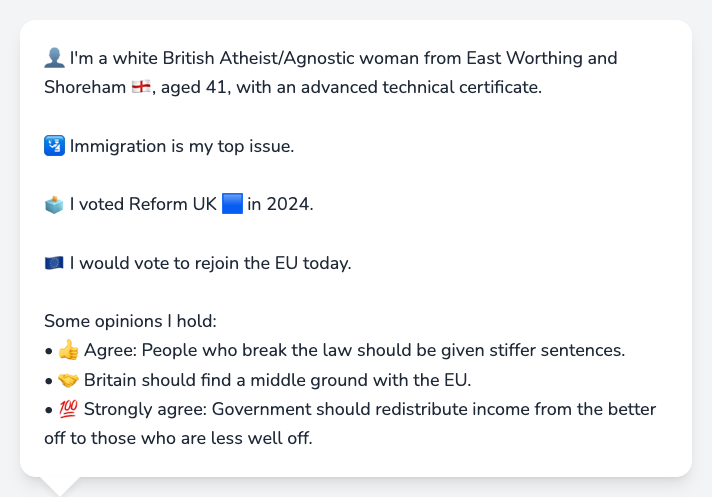 👤 I'm a white British Atheist/Agnostic woman from East Worthing and
Shoreham 🏴󠁧󠁢󠁥󠁮󠁧󠁿, aged 41, with an advanced technical certificate.
🛂 Immigration is my top issue.
🗳️ I voted Reform UK 🟦 in 2024.
🇪🇺 I would vote to rejoin the EU today.
Some opinions I hold:
• 👍 Agree: People who break the law should be given stiffer sentences.
• 🤝 Britain should find a middle ground with the EU.
• 💯 Strongly agree: Government should redistribute income from the better
off to those who are less well off.